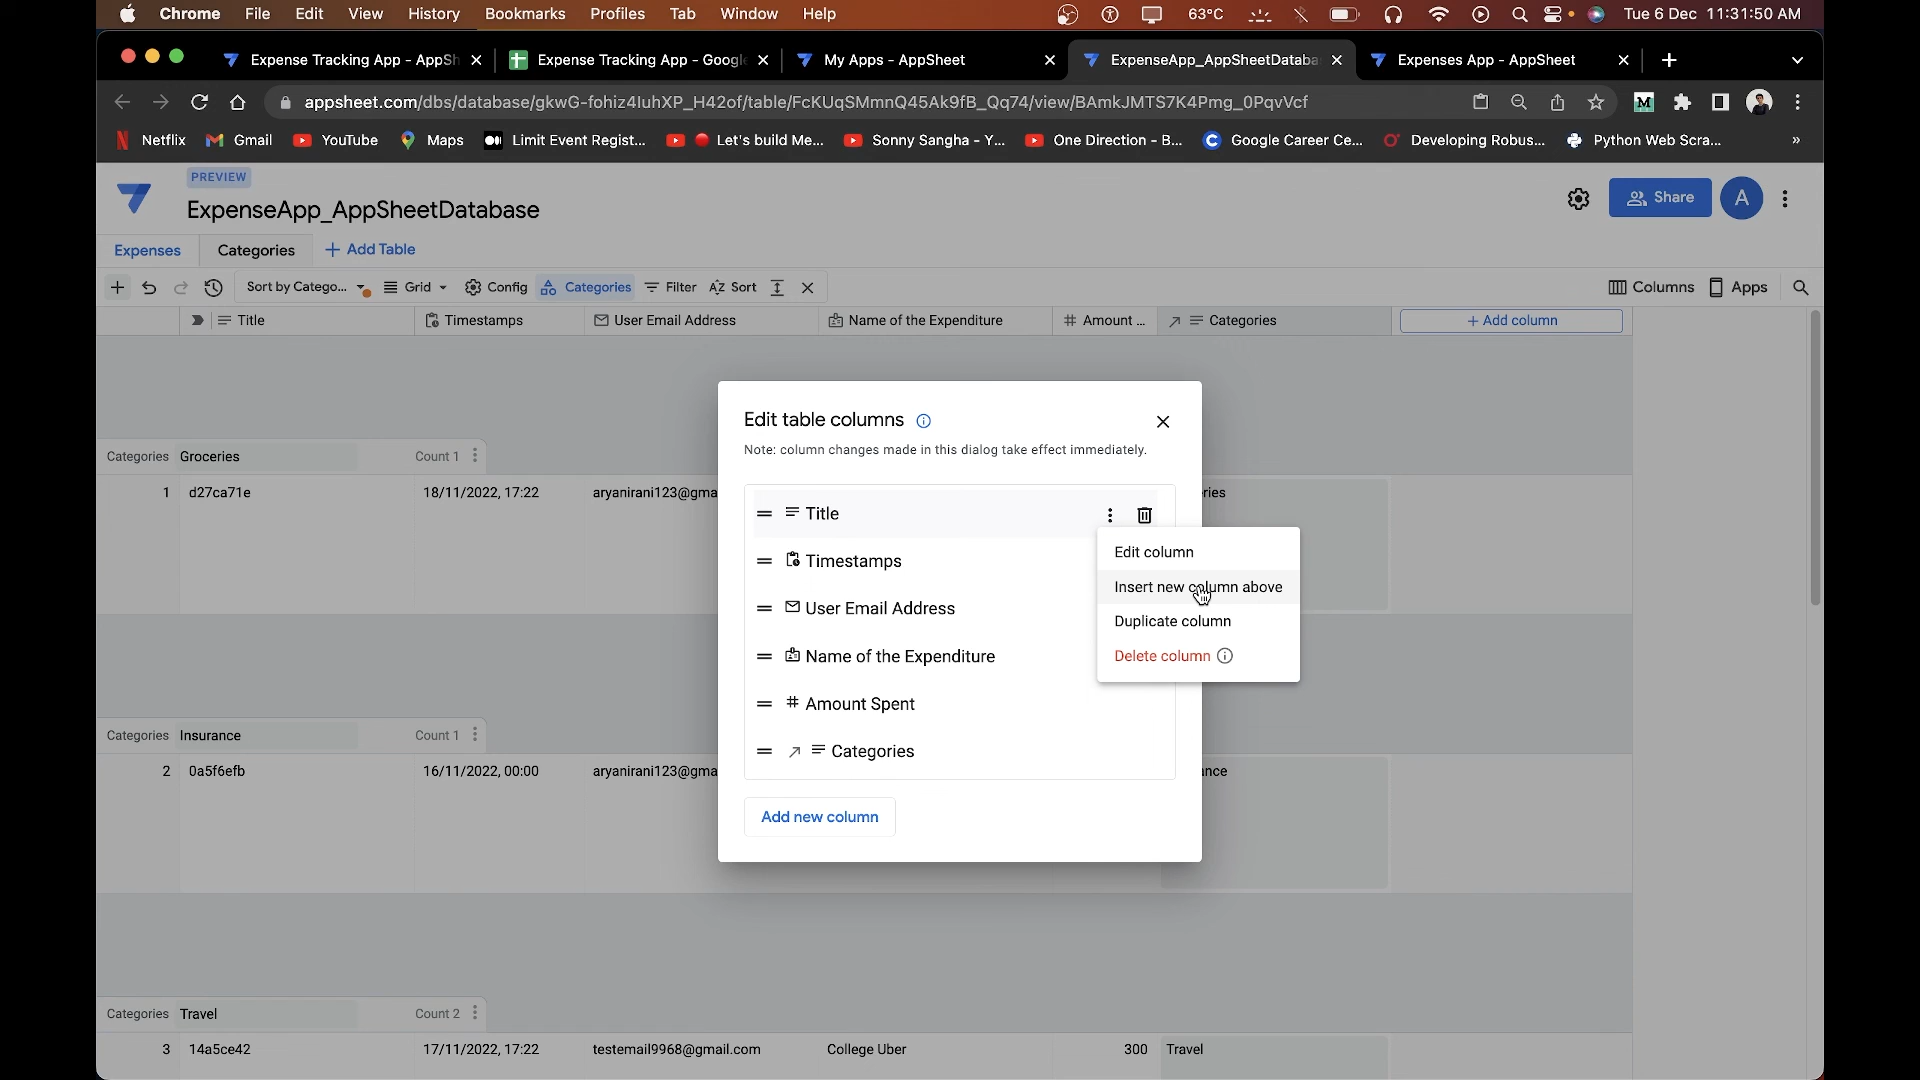 Chrome File Edit View History Bookmarks Profiles Tab Window Help 63°C Tue 6 Dec 11:31:50 AM
Expense Tracking App - AppSh Expense Tracking App - Google My Apps - AppSheet ExpenseApp_AppSheetDataba Expenses App - AppSheet
appsheet.com/dbs/database/gkwG-fohiz4IuhXP_H42of/table/FcKUqSMmnQ45Ak9fB_Qq74/view/BAmkJMTS7K4Pmg_0PqvVcf
Netflix Gmail YouTube Maps Limit Event Regist... Let's build Me... Sonny Sangha - Y... One Direction - B... Google Career Ce... Developing Robus... Python Web Scra... »
PREVIEW
ExpenseApp_AppSheetDatabase
Share A
Expenses Categories + Add Table
Sort by Catego... Grid Config Categories Filter Sort Columns Apps
Title Timestamps User Email Address Name of the Expenditure # Amount ... Categories + Add column
Edit table columns
Note: column changes made in this dialog take effect immediately.
Categories Groceries Count 1
1 d27ca71e 18/11/2022, 17:22 aryanirani123@gma ries
Title
Edit column
Timestamps
Insert new column above
User Email Address
Duplicate column
Name of the Expenditure
Delete column
# Amount Spent
Categories
Categories Insurance Count 1
2 0a5f6efb 16/11/2022, 00:00 aryanirani123@gma nce
Add new column
Categories Travel Count 2
3 14a5ce42 17/11/2022, 17:22 testemail9968@gmail.com College Uber 300 Travel